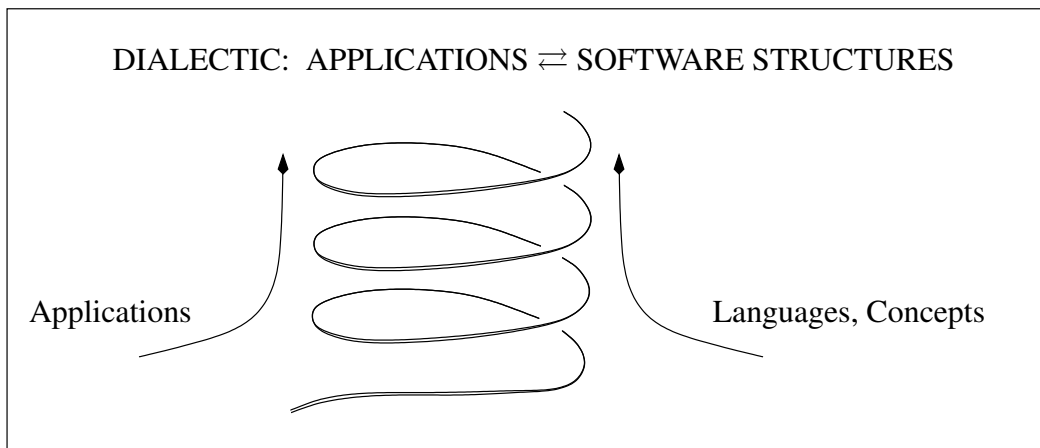 DIALECTIC: APPLICATIONS ⇄ SOFTWARE STRUCTURES
Applications
Languages, Concepts